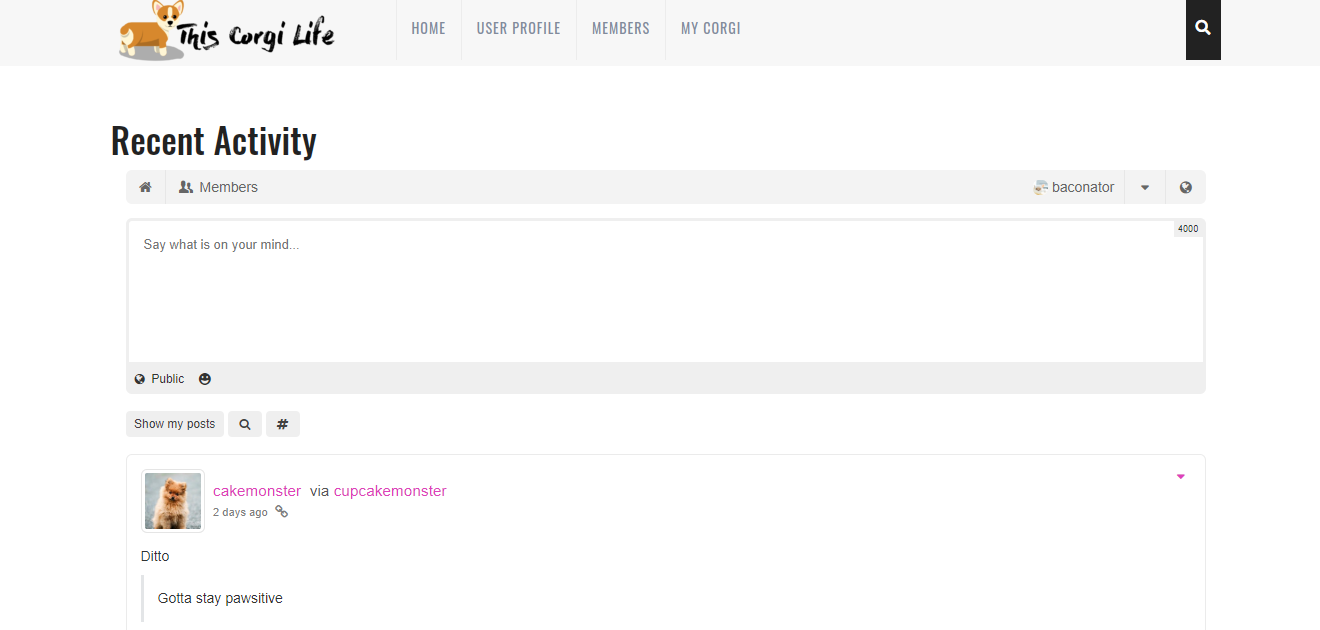 This Corgi Life
HOME
USER PROFILE
MEMBERS
MY CORGI
Recent Activity
Members
baconator
4000
Say what is on your mind...
Public
Show my posts
#
cakemonster via cupcakemonster
2 days ago
Ditto
Gotta stay pawsitive